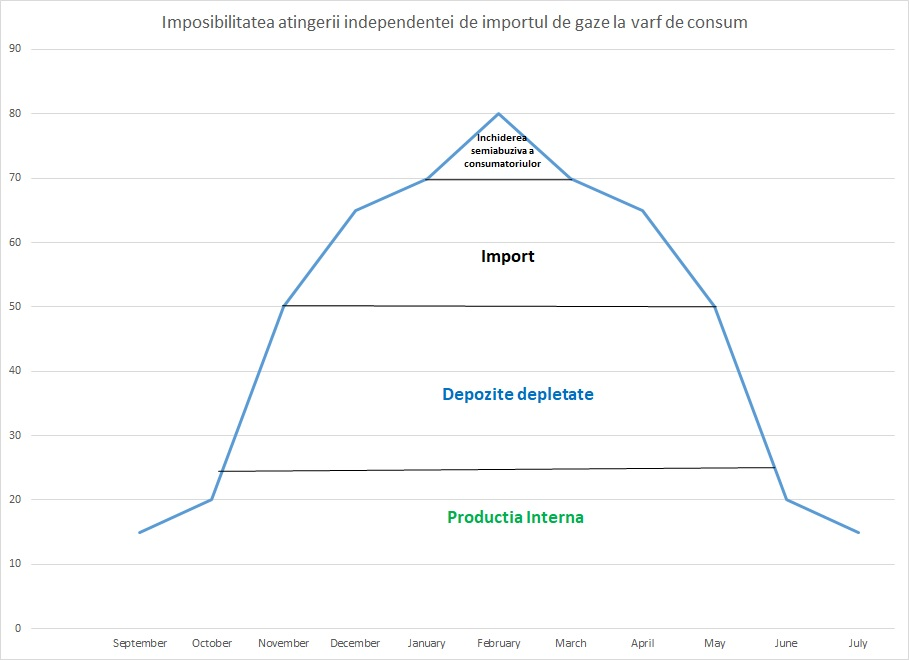 Imposibilitatea atingerii independentei de importul de gaze la varf de consum
90
80
Inchiderea
semiabuziva a
consumatoriulor
70
60
Import
50
40
Depozite depletate
30
20
Productia Interna
10
0
September October November December January February March April May June July